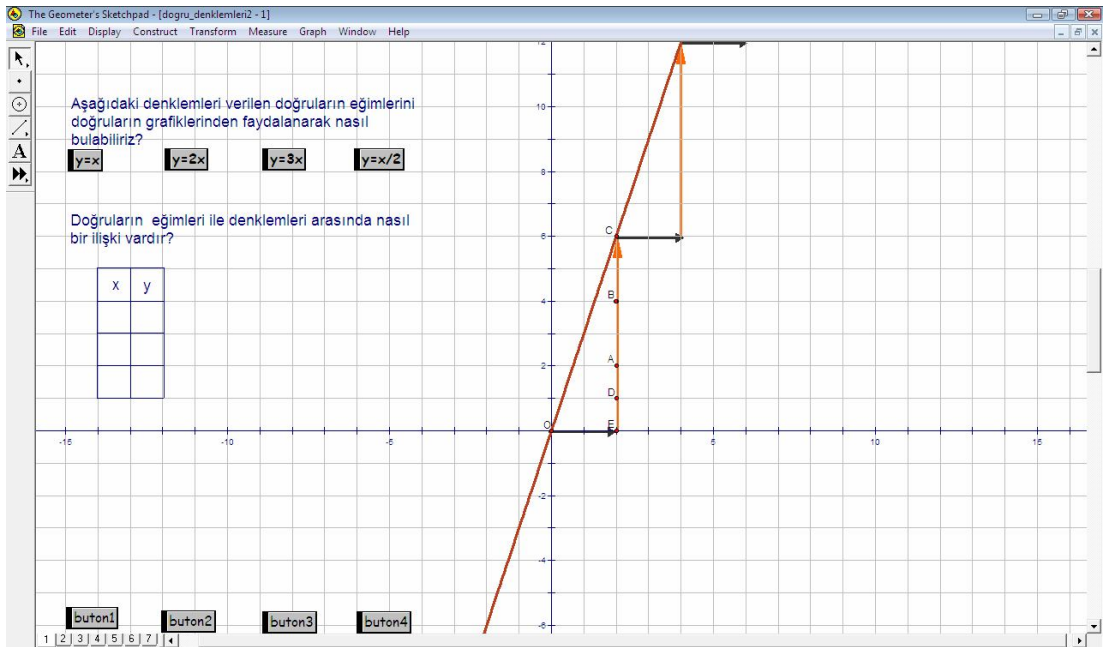 The Geometer's Sketchpad - [dogru_denklemleri2 - 1]
File Edit Display Construct Transform Measure Graph Window Help
Aşağıdaki denklemleri verilen doğruların eğimlerini
doğruların grafiklerinden faydalanarak nasıl
bulabiliriz?
y=x y=2x y=3x y=x/2
Doğruların eğimleri ile denklemleri arasında nasıl
bir ilişki vardır?
x y
12
10
8
6
4
2
-2
-4
-6
-15 -10 -5 5 10 15
C
B
A
D
O E
buton1 buton2 buton3 buton4
1 2 3 4 5 6 7
A